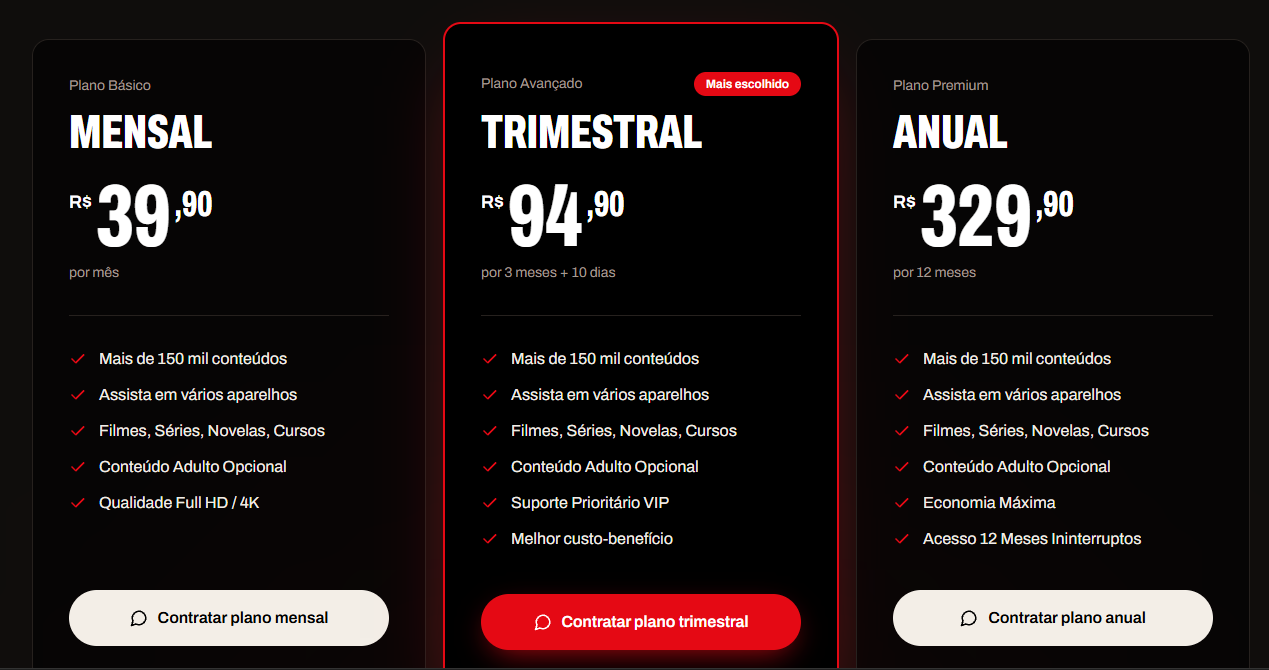 Plano Básico
MENSAL
R$ 39,90
por mês
Mais de 150 mil conteúdos
Assista em vários aparelhos
Filmes, Séries, Novelas, Cursos
Conteúdo Adulto Opcional
Qualidade Full HD / 4K
Contratar plano mensal
Plano Avançado
Mais escolhido
TRIMESTRAL
R$ 94,90
por 3 meses + 10 dias
Mais de 150 mil conteúdos
Assista em vários aparelhos
Filmes, Séries, Novelas, Cursos
Conteúdo Adulto Opcional
Suporte Prioritário VIP
Melhor custo-benefício
Contratar plano trimestral
Plano Premium
ANUAL
R$ 329,90
por 12 meses
Mais de 150 mil conteúdos
Assista em vários aparelhos
Filmes, Séries, Novelas, Cursos
Conteúdo Adulto Opcional
Economia Máxima
Acesso 12 Meses Ininterruptos
Contratar plano anual